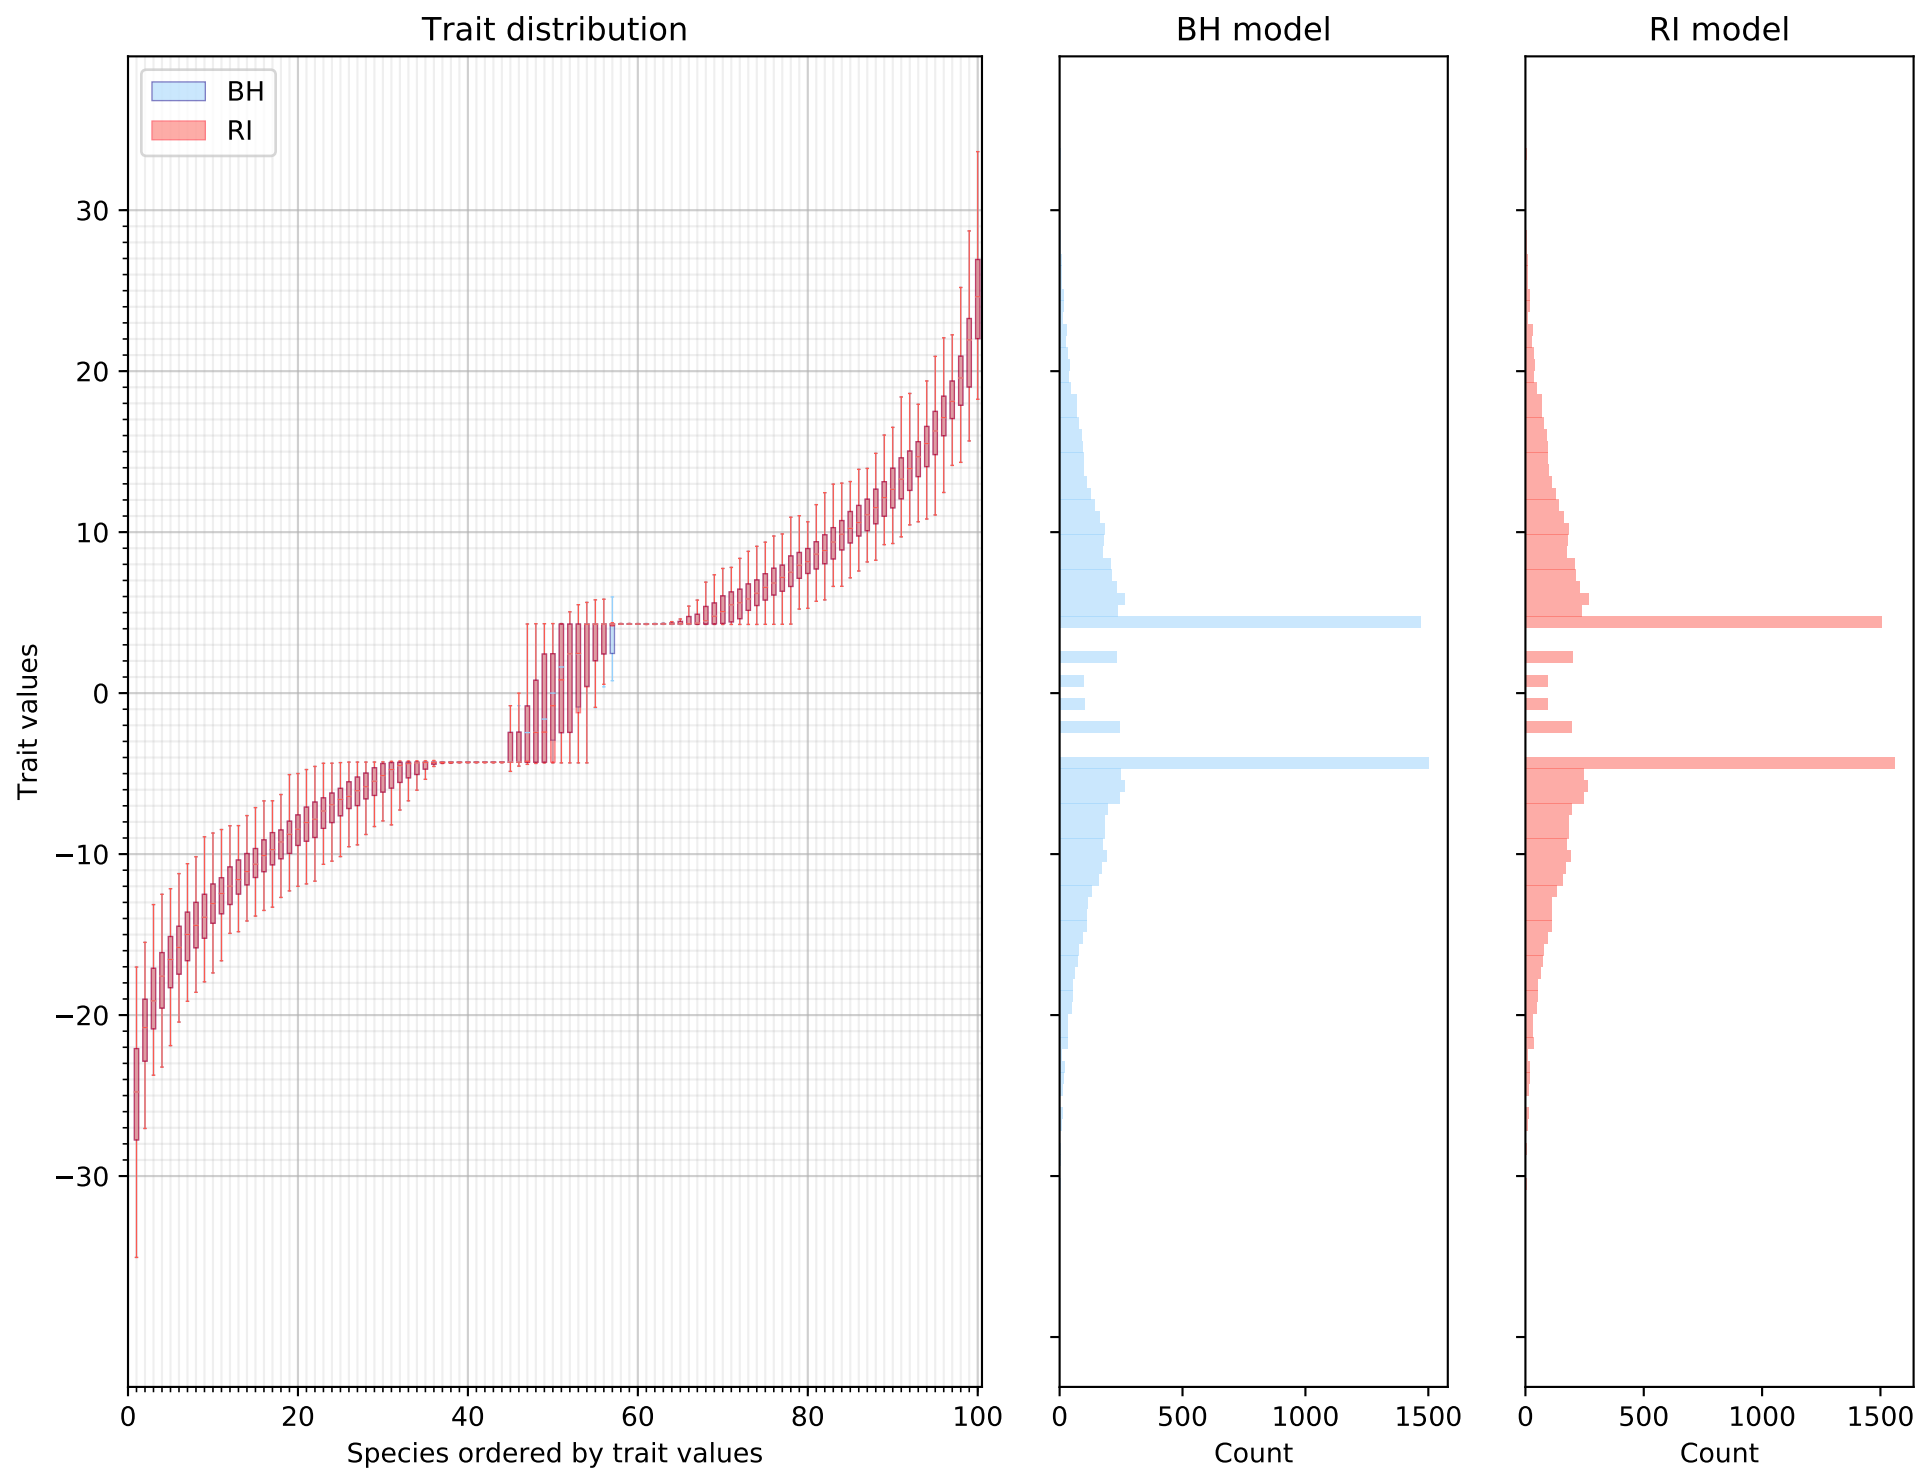 Trait distribution
BH model
RI model
BH
RI
30
20
10
0
−10
−20
−30
Trait values
0 20 40 60 80 100
0 500 1000 1500
0 500 1000 1500
Species ordered by trait values
Count
Count